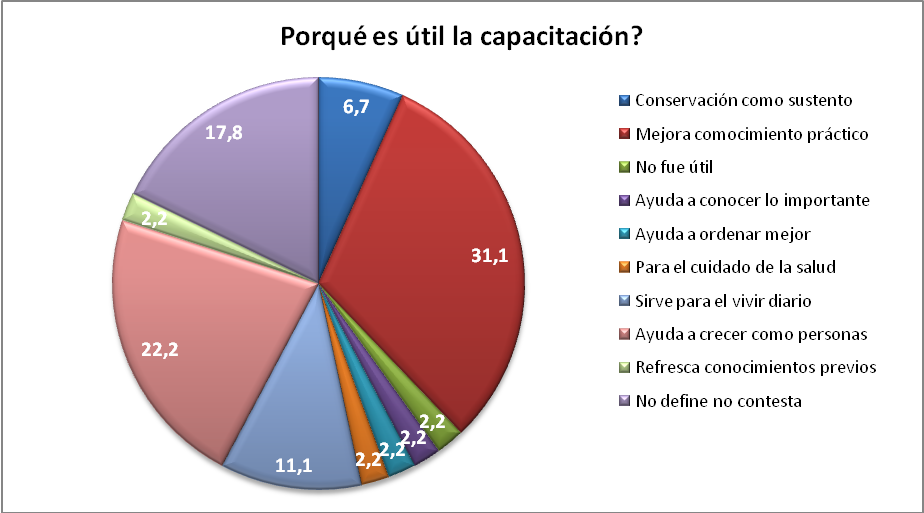 Porqué es útil la capacitación?
6,7
31,1
2,2
2,2
2,2
2,2
11,1
22,2
2,2
17,8
Conservación como sustento
Mejora comocimiento práctico
No fue útil
Ayuda a conocer lo importante
Ayuda a ordenar mejor
Para el cuidado de la salud
Sirve para el vivir diario
Ayuda a crecer como personas
Refresca conocimientos previos
No define no contesta